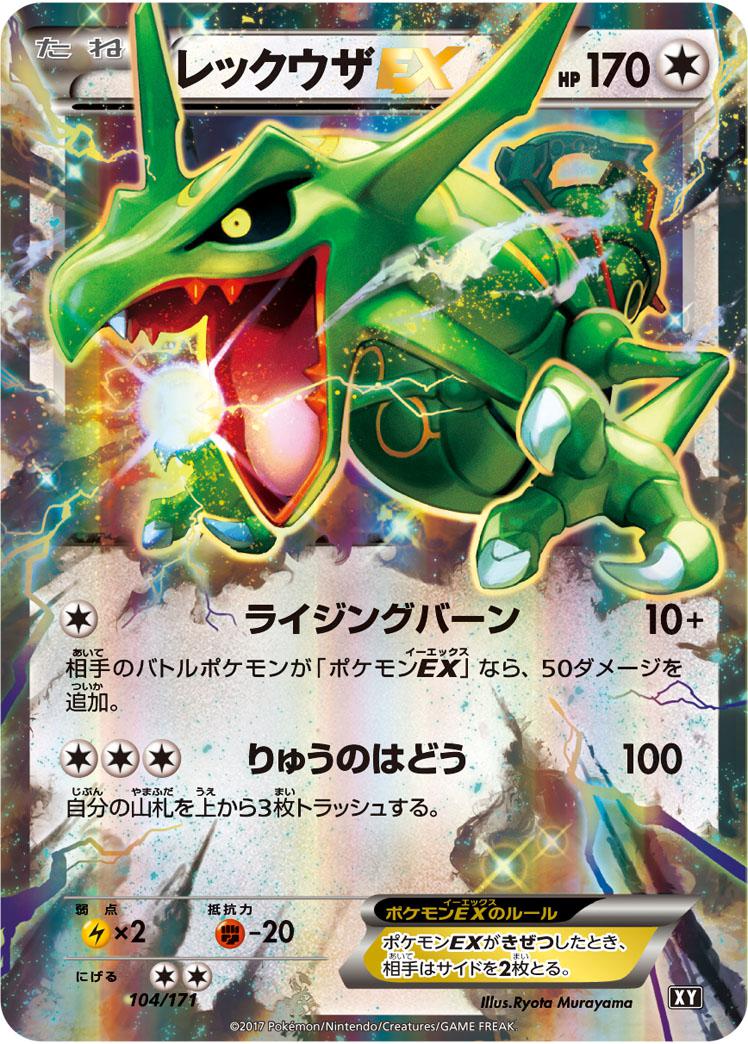 たね レックウザEX HP170
ライジングバーン 10+
相手のバトルポケモンが「ポケモンEX」なら、50ダメージを
追加。
りゅうのはどう 100
自分の山札を上から3枚トラッシュする。
弱点 抵抗力
×2 -20
にげる
104/171
ポケモンEXのルール
ポケモンEXがきぜつしたとき、
相手はサイドを2枚とる。
Illus.Ryota Murayama
XY
©2017 Pokémon/Nintendo/Creatures/GAME FREAK.